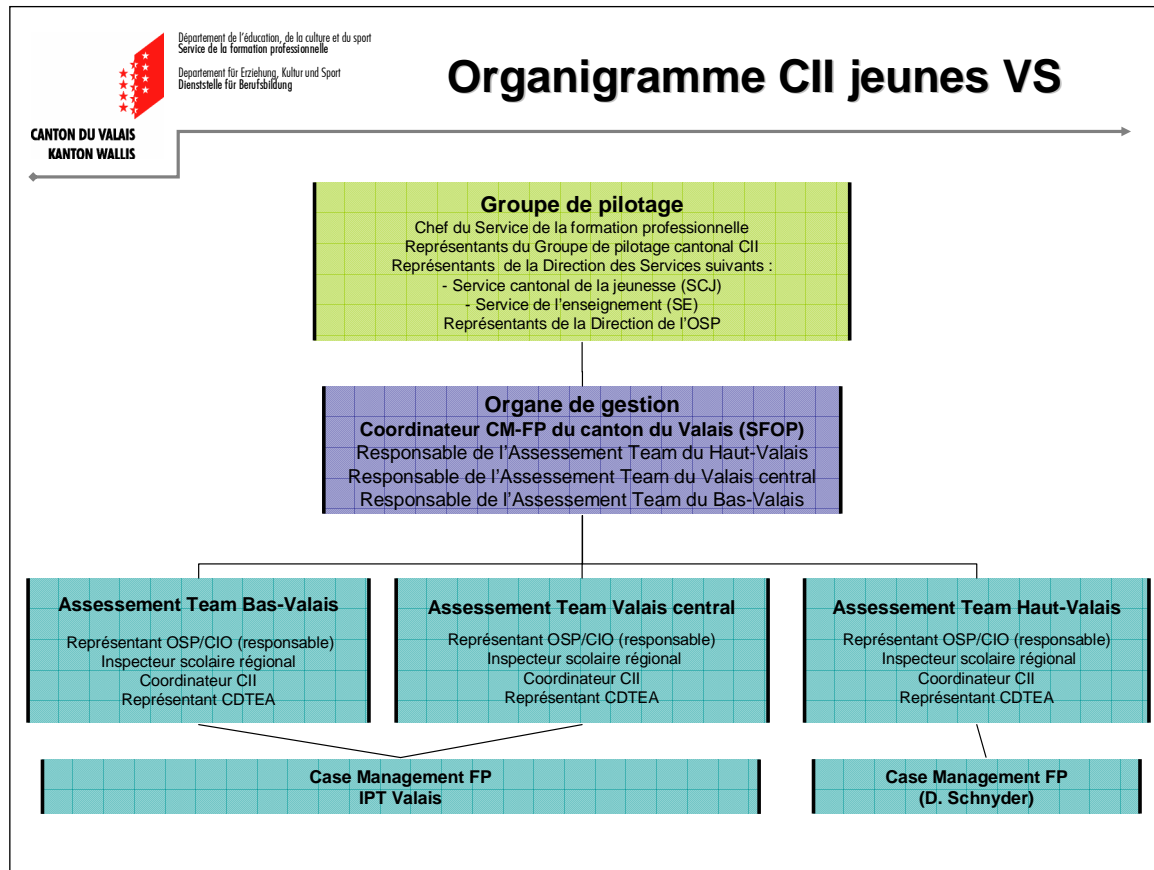 Département de l'éducation, de la culture et du sport
Service de la formation professionnelle
Departement für Erziehung, Kultur und Sport
Dienststelle für Berufsbildung
CANTON DU VALAIS
KANTON WALLIS
Organigramme CII jeunes VS
Groupe de pilotage
Chef du Service de la formation professionnelle
Représentants du Groupe de pilotage cantonal CII
Représentants de la Direction des Services suivants :
- Service cantonal de la jeunesse (SCJ)
- Service de l'enseignement (SE)
Représentants de la Direction de l'OSP
Organe de gestion
Coordinateur CM-FP du canton du Valais (SFOP)
Responsable de l'Assessement Team du Haut-Valais
Responsable de l'Assessement Team du Valais central
Responsable de l'Assessement Team du Bas-Valais
Assessement Team Bas-Valais
Représentant OSP/CIO (responsable)
Inspecteur scolaire régional
Coordinateur CII
Représentant CDTEA
Assessement Team Valais central
Représentant OSP/CIO (responsable)
Inspecteur scolaire régional
Coordinateur CII
Représentant CDTEA
Assessement Team Haut-Valais
Représentant OSP/CIO (responsable)
Inspecteur scolaire régional
Coordinateur CII
Représentant CDTEA
Case Management FP
IPT Valais
Case Management FP
(D. Schnyder)